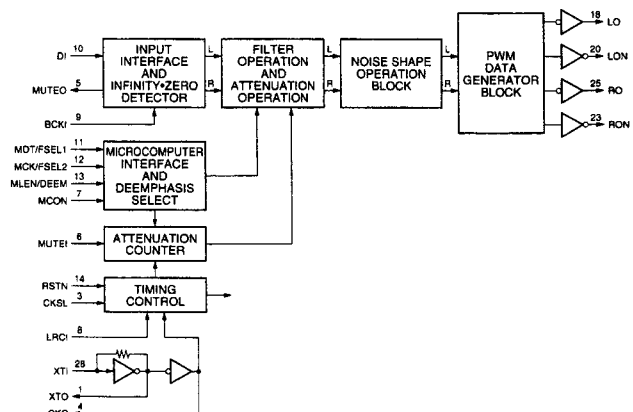 18 LO
10
DI
INPUT
INTERFACE
AND
INFINITY•ZERO
DETECTOR
L
R
FILTER
OPERATION
AND
ATTENUATION
OPERATION
L
R
NOISE SHAPE
OPERATION
BLOCK
L
R
PWM
DATA
GENERATOR
BLOCK
20 LON
5
MUTEO
25 RO
9
BCKI
23 RON
MDT/FSEL1 11
MCK/FSEL2 12
MLEN/DEEM 13
MCON 7
MICROCOMPUTER
INTERFACE
AND
DEEMPHASIS
SELECT
MUTEI 6
ATTENUATION
COUNTER
RSTN 14
CKSL 3
TIMING
CONTROL
LRCI 8
XTI 28
XTO 1
4